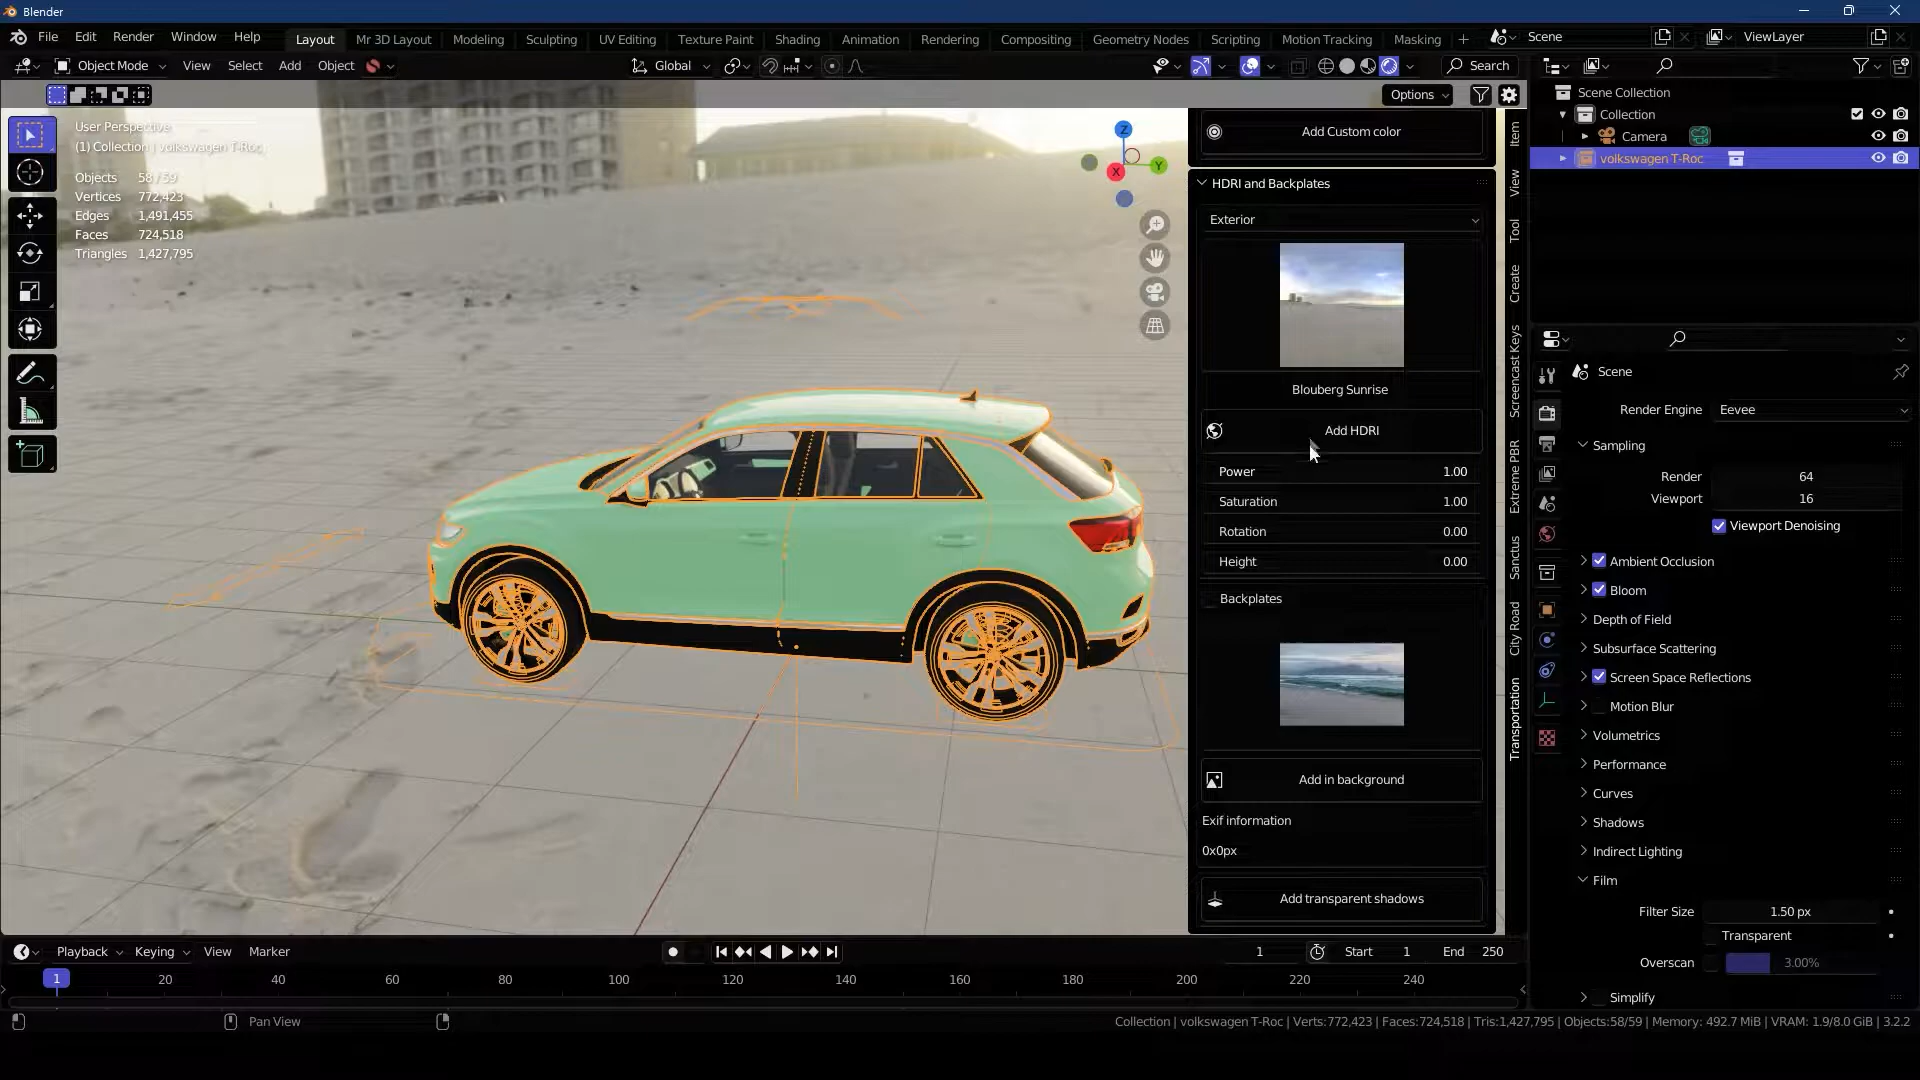 Blender
File Edit Render Window Help Layout Mr 3D Layout Modeling Sculpting UV Editing Texture Paint Shading Animation Rendering Compositing Geometry Nodes Scripting Motion Tracking Masking + Scene ViewLayer
Object Mode View Select Add Object Global Search
Options
User Perspective
(1) Collection | volkswagen T-Roc;
Objects 58/59
Vertices 772,423
Edges 1,491,455
Faces 724,518
Triangles 1,427,795
Z
Y
X
Add Custom color
HDRI and Backplates
Exterior
Blouberg Sunrise
Add HDRI
Power 1.00
Saturation 1.00
Rotation 0.00
Height 0.00
Backplates
Add in background
Exif information
0x0px
Add transparent shadows
Item
View
Tool
Create
Screencast Keys
Extreme PBR
Sanctus
City Road
Transportation
Scene Collection
Collection
Camera
volkswagen T-Roc
Scene
Render Engine Eevee
Sampling
Render 64
Viewport 16
Viewport Denoising
Ambient Occlusion
Bloom
Depth of Field
Subsurface Scattering
Screen Space Reflections
Motion Blur
Volumetrics
Performance
Curves
Shadows
Indirect Lighting
Film
Filter Size 1.50 px
Transparent
Overscan 3.00%
Simplify
Playback Keying View Marker 1 Start 1 End 250
1 20 40 60 80 100 120 140 160 180 200 220 240
Pan View
Collection | volkswagen T-Roc | Verts:772,423 | Faces:724,518 | Tris:1,427,795 | Objects:58/59 | Memory: 492.7 MiB | VRAM: 1.9/8.0 GiB | 3.2.2